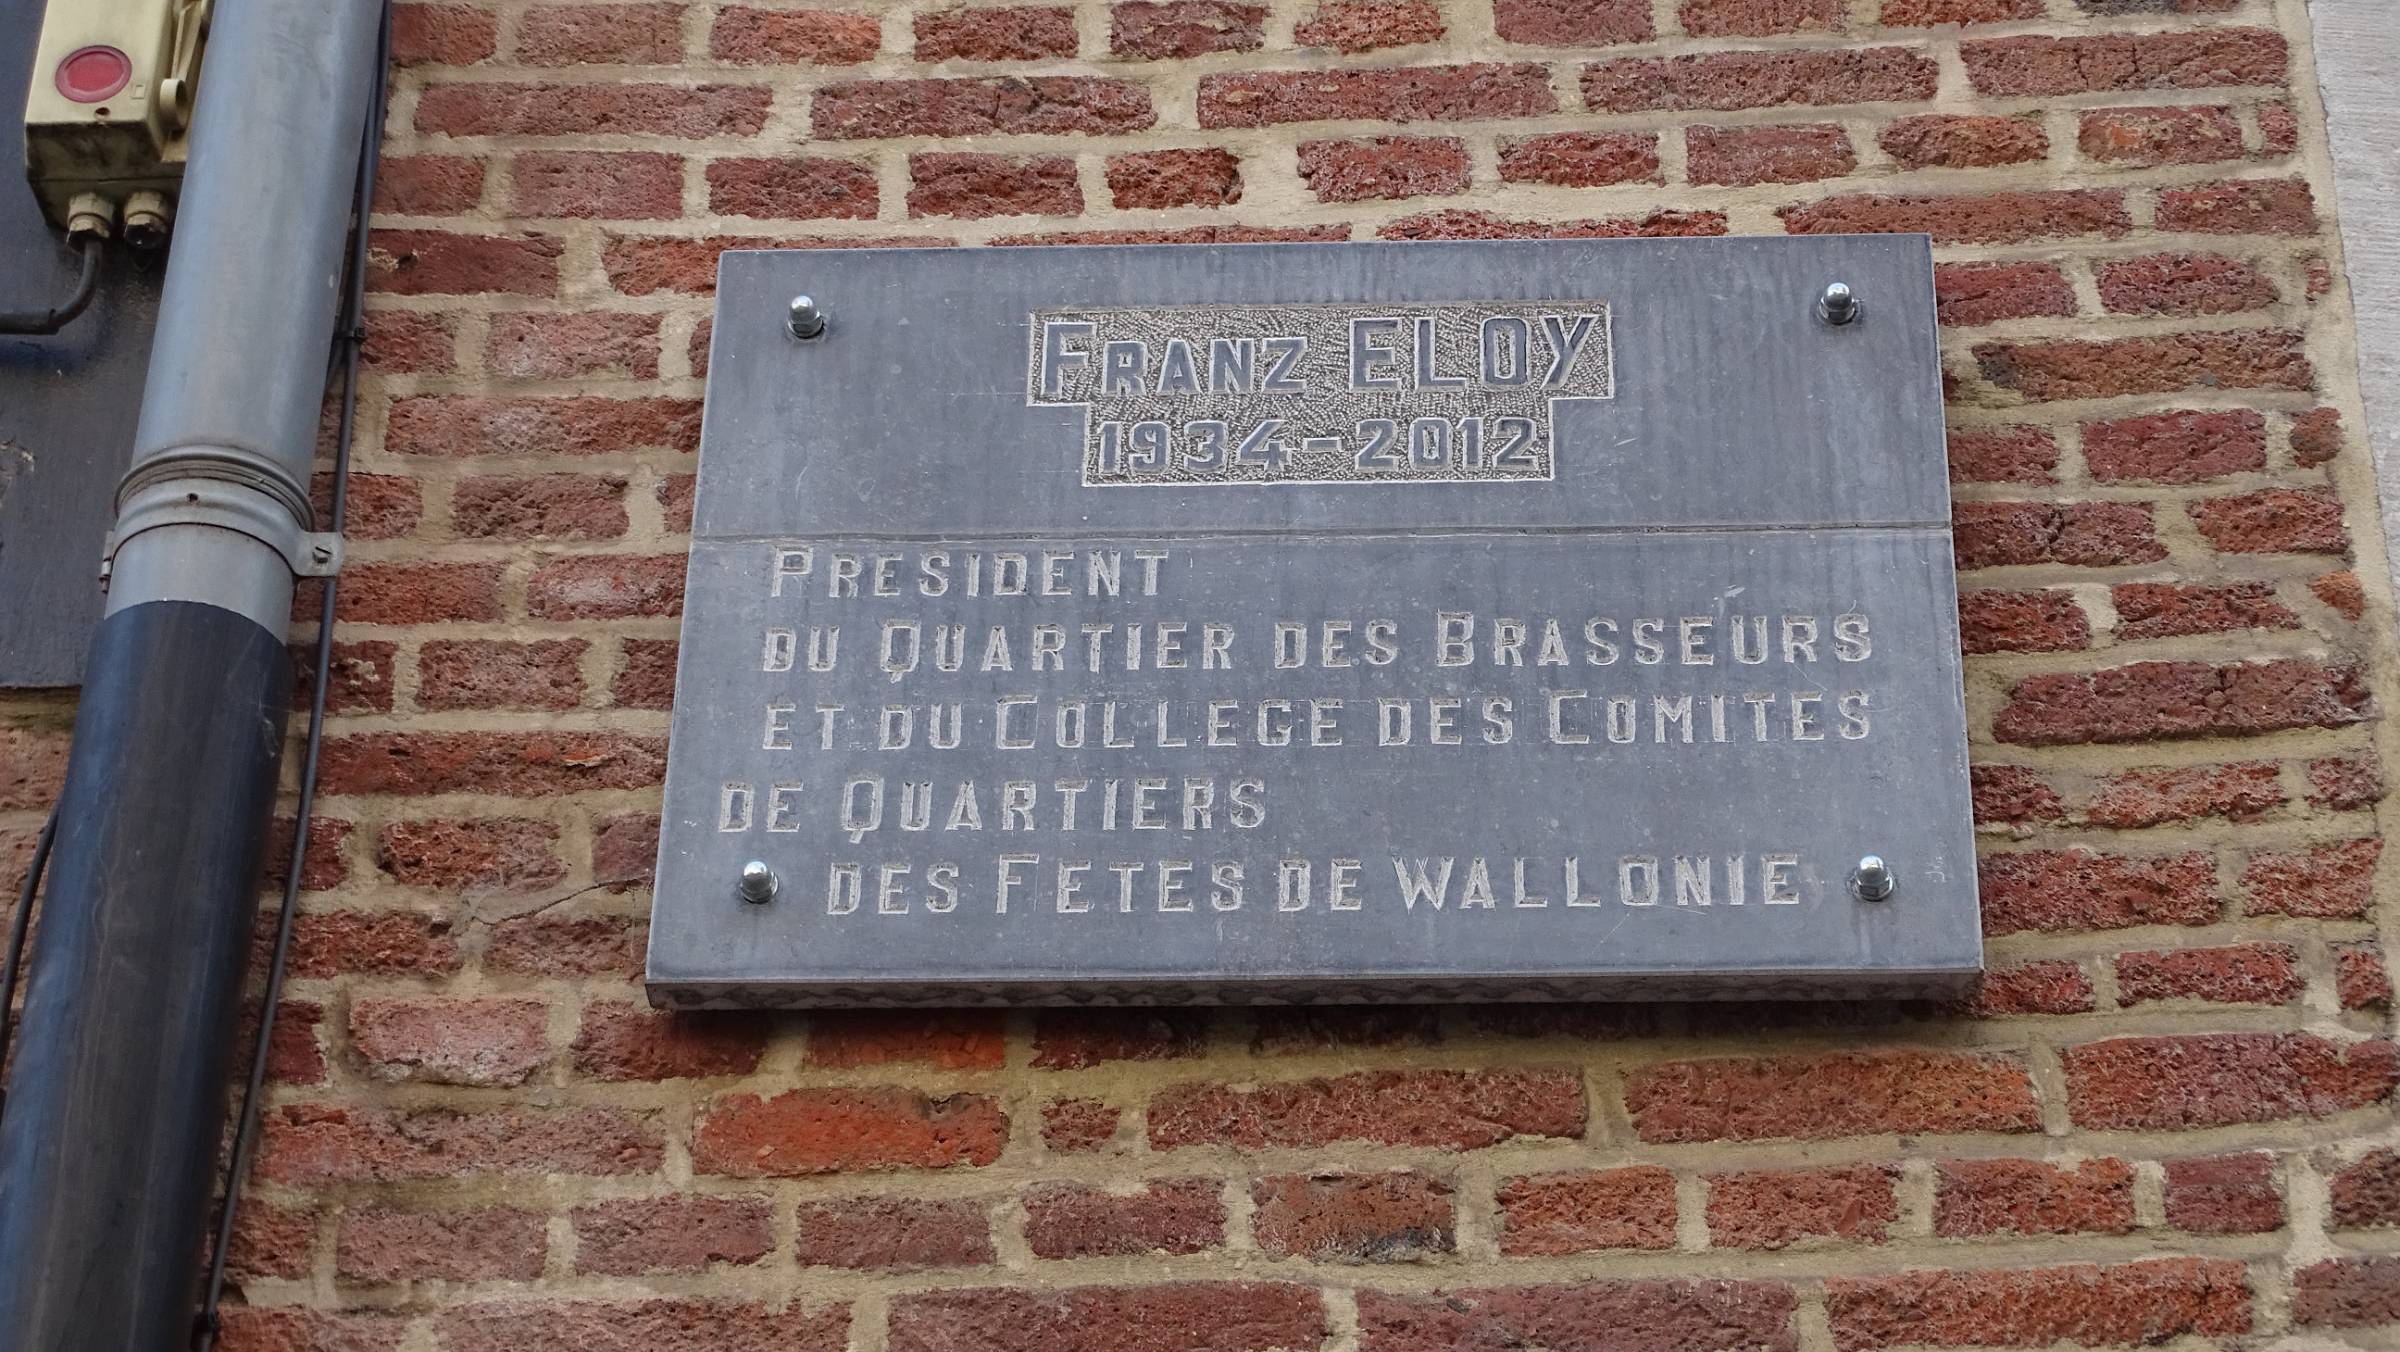 FRANZ ELOY
1934-2012
PRESIDENT
DU QUARTIER DES BRASSEURS
ET DU COLLEGE DES COMITES
DE QUARTIERS
DES FETES DE WALLONIE